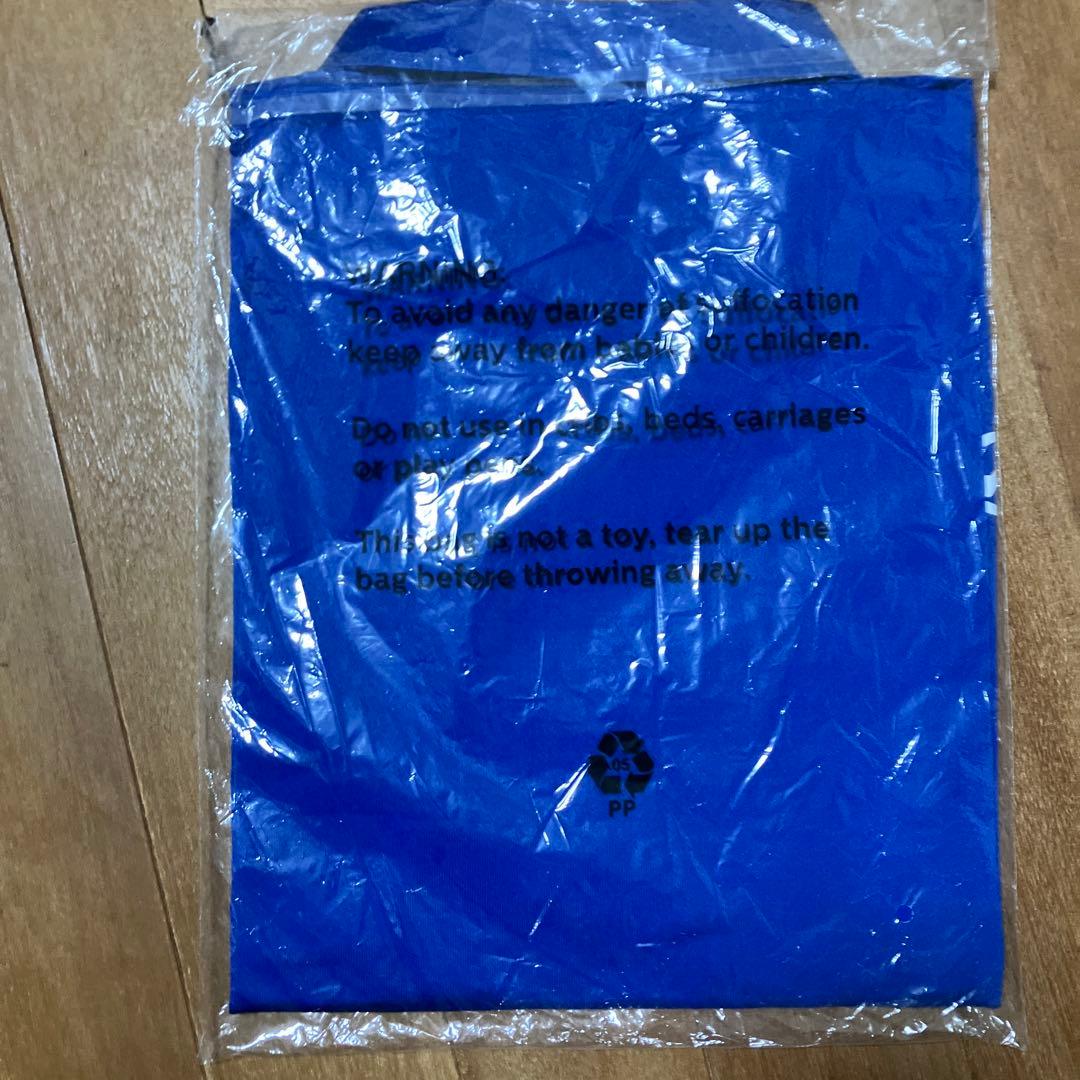 WARNING:
To avoid any danger of suffocation
keep away from babies or children.
Do not use in cribs, beds, carriages
or play pens.
This bag is not a toy, tear up the
bag before throwing away.
05
PP